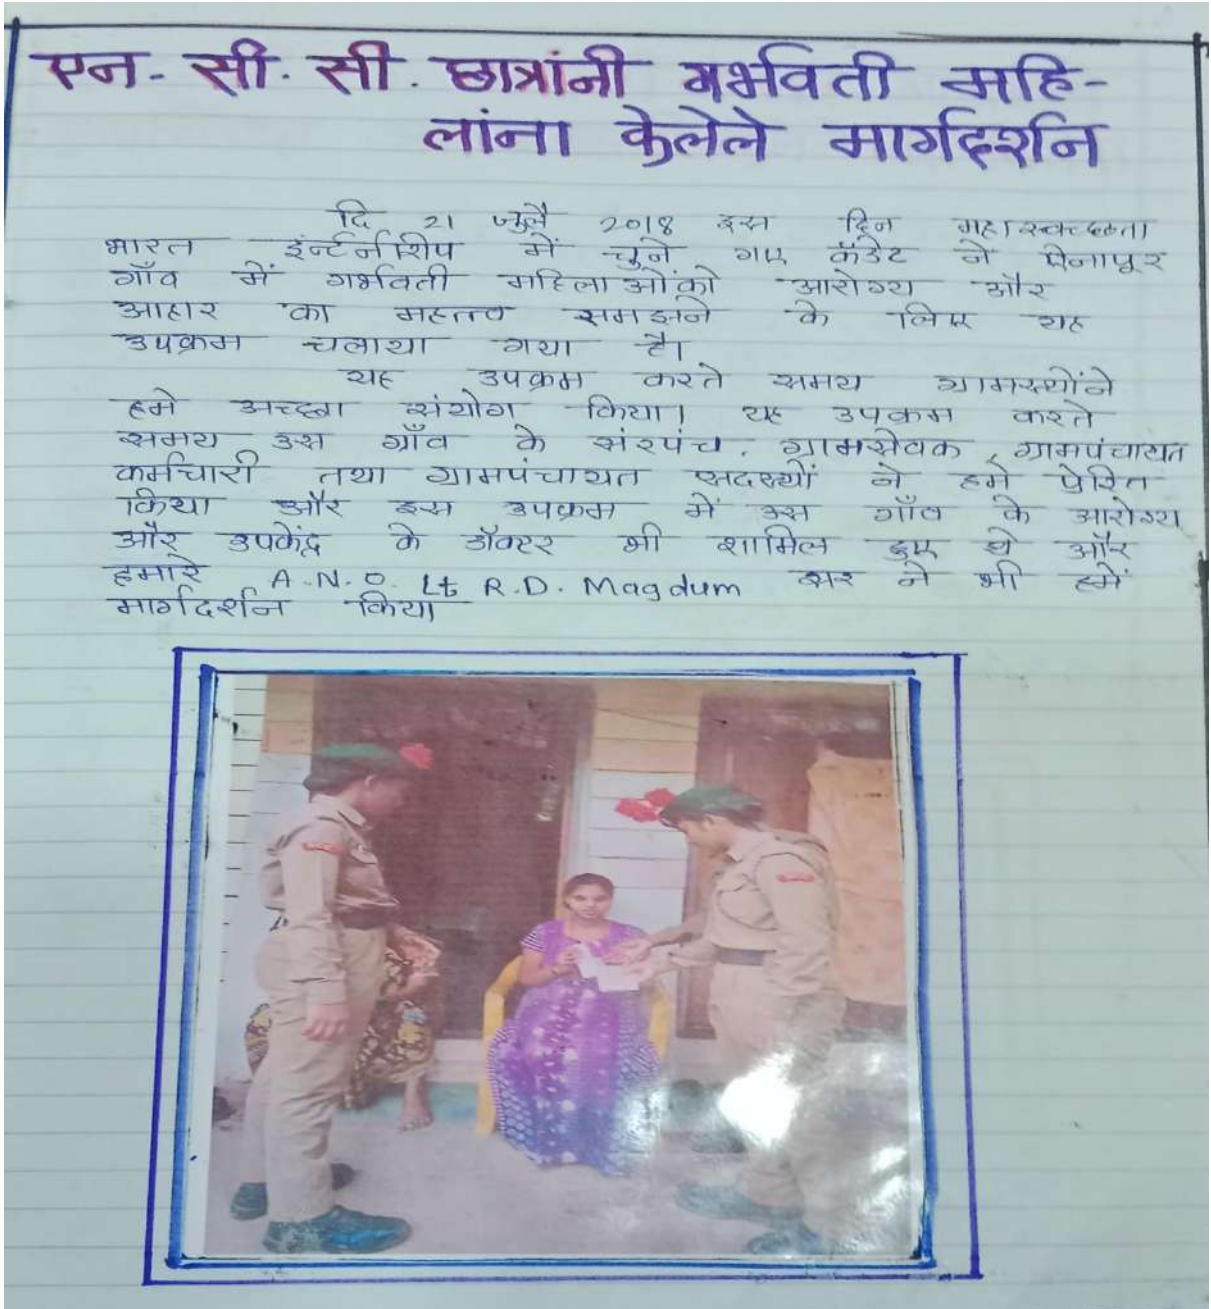 एन. सी. सी. छात्रांनी गर्भवती महि-
लांना केलेले मार्गदर्शन
दि 21 जुलै 2018 इस दिन महास्वच्छता
भारत इंन्टर्नशिप में चुने गए कॅडेट ने मैनापूर
गाँव में गर्भवती महिलाओंको आरोग्य और
आहार का महत्व समझने के लिए यह
उपक्रम चलाया गया है।
यह उपक्रम करते समय ग्रामस्थोंने
हमे अच्छा संयोग किया। यह उपक्रम करते
समय उस गाँव के संरपंच, ग्रामसेवक, ग्रामपंचायत
कर्मचारी तथा ग्रामपंचायत सदस्यों ने हमे प्रेरित
किया और इस उपक्रम में उस गाँव के आरोग्य
और उपकेंद्र के डॉक्टर भी शामिल हुए थे और
हमारे A.N.O. Lt R.D. Magdum सर ने भी हमें
मार्गदर्शन किया